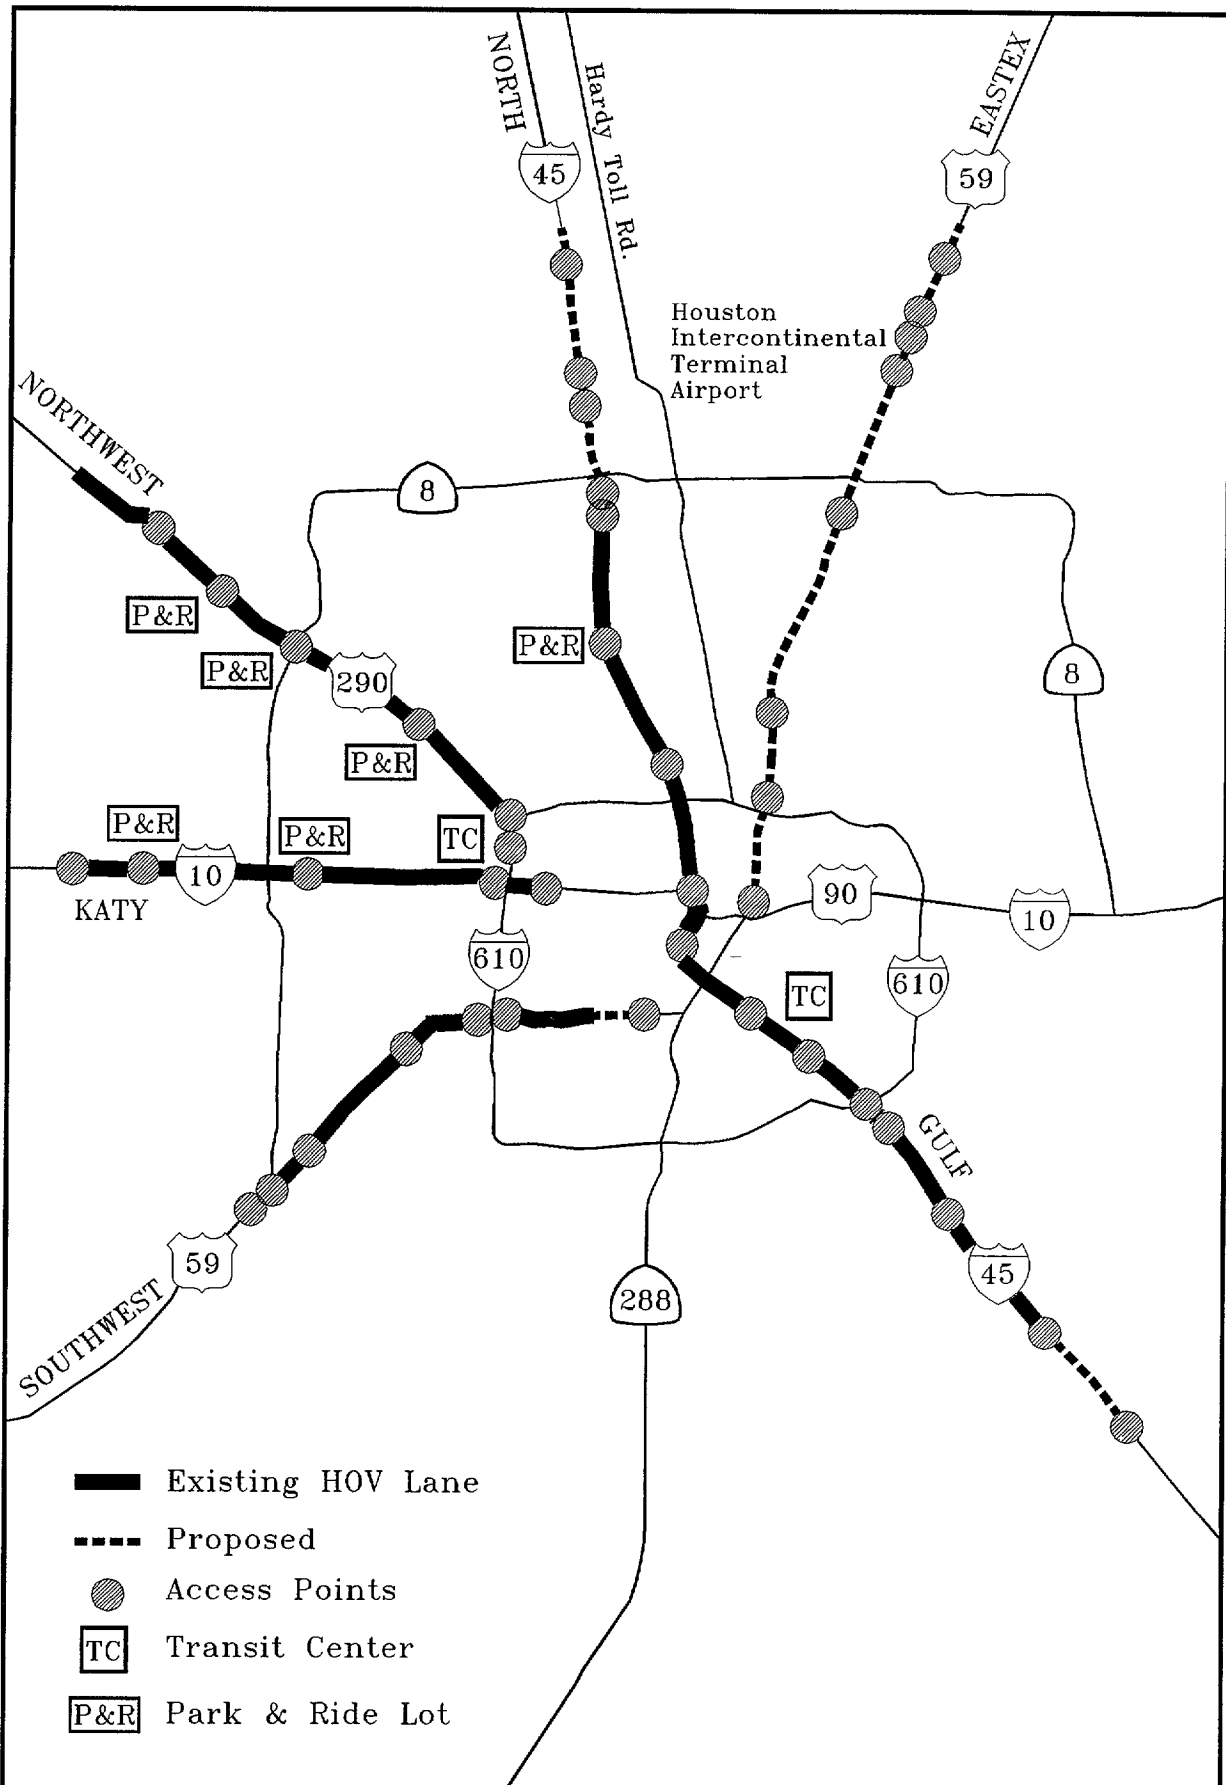 NORTH
Hardy Toll Rd.
EASTEX
45
59
Houston
Intercontinental
Terminal
Airport
NORTHWEST
8
P&R
P&R
P&R
290
8
P&R
P&R
P&R
TC
10
KATY
90
10
610
610
TC
GULF
59
45
SOUTHWEST
288
Existing HOV Lane
Proposed
Access Points
TC Transit Center
P&R Park & Ride Lot